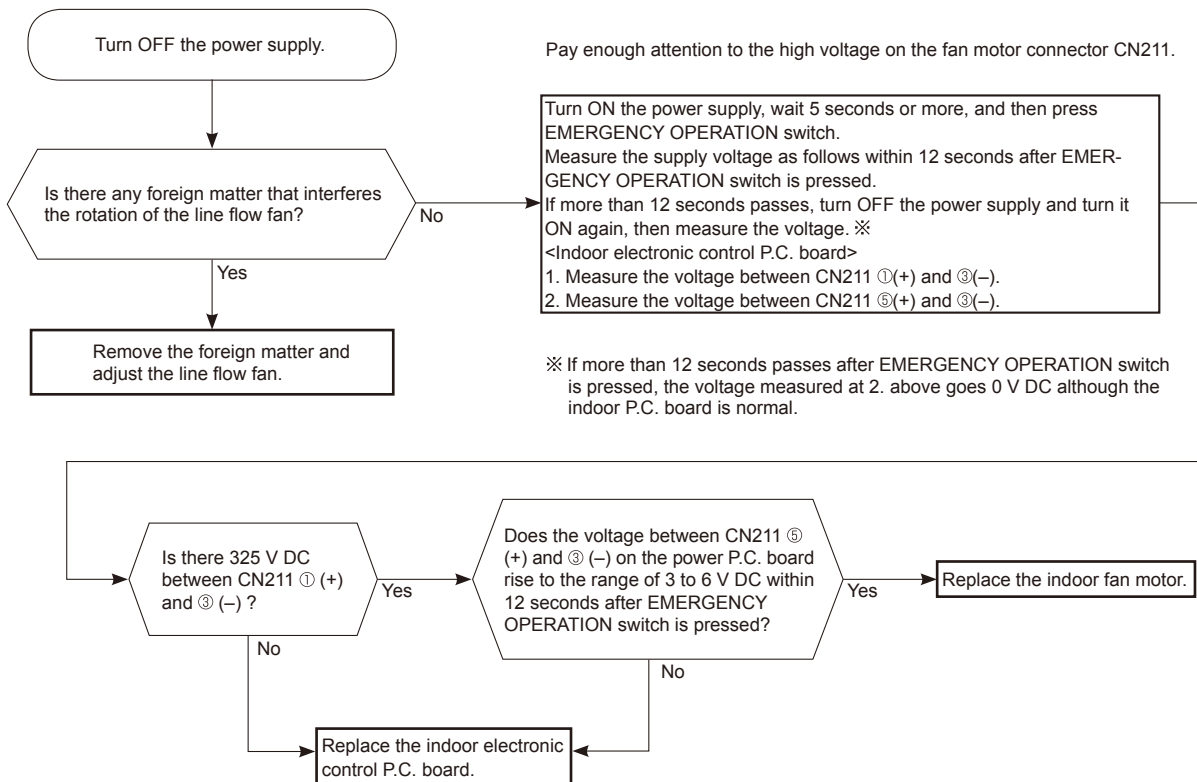 Turn OFF the power supply.
Pay enough attention to the high voltage on the fan motor connector CN211.
Is there any foreign matter that interferes
the rotation of the line flow fan?
No
Yes
Turn ON the power supply, wait 5 seconds or more, and then press
EMERGENCY OPERATION switch.
Measure the supply voltage as follows within 12 seconds after EMER-
GENCY OPERATION switch is pressed.
If more than 12 seconds passes, turn OFF the power supply and turn it
ON again, then measure the voltage. ※
<Indoor electronic control P.C. board>
1. Measure the voltage between CN211 ①(+) and ③(–).
2. Measure the voltage between CN211 ⑤(+) and ③(–).
Remove the foreign matter and
adjust the line flow fan.
※ If more than 12 seconds passes after EMERGENCY OPERATION switch
is pressed, the voltage measured at 2. above goes 0 V DC although the
indoor P.C. board is normal.
Is there 325 V DC
between CN211 ① (+)
and ③ (–) ?
Yes
No
Does the voltage between CN211 ⑤
(+) and ③ (–) on the power P.C. board
rise to the range of 3 to 6 V DC within
12 seconds after EMERGENCY
OPERATION switch is pressed?
Yes
No
Replace the indoor fan motor.
Replace the indoor electronic
control P.C. board.